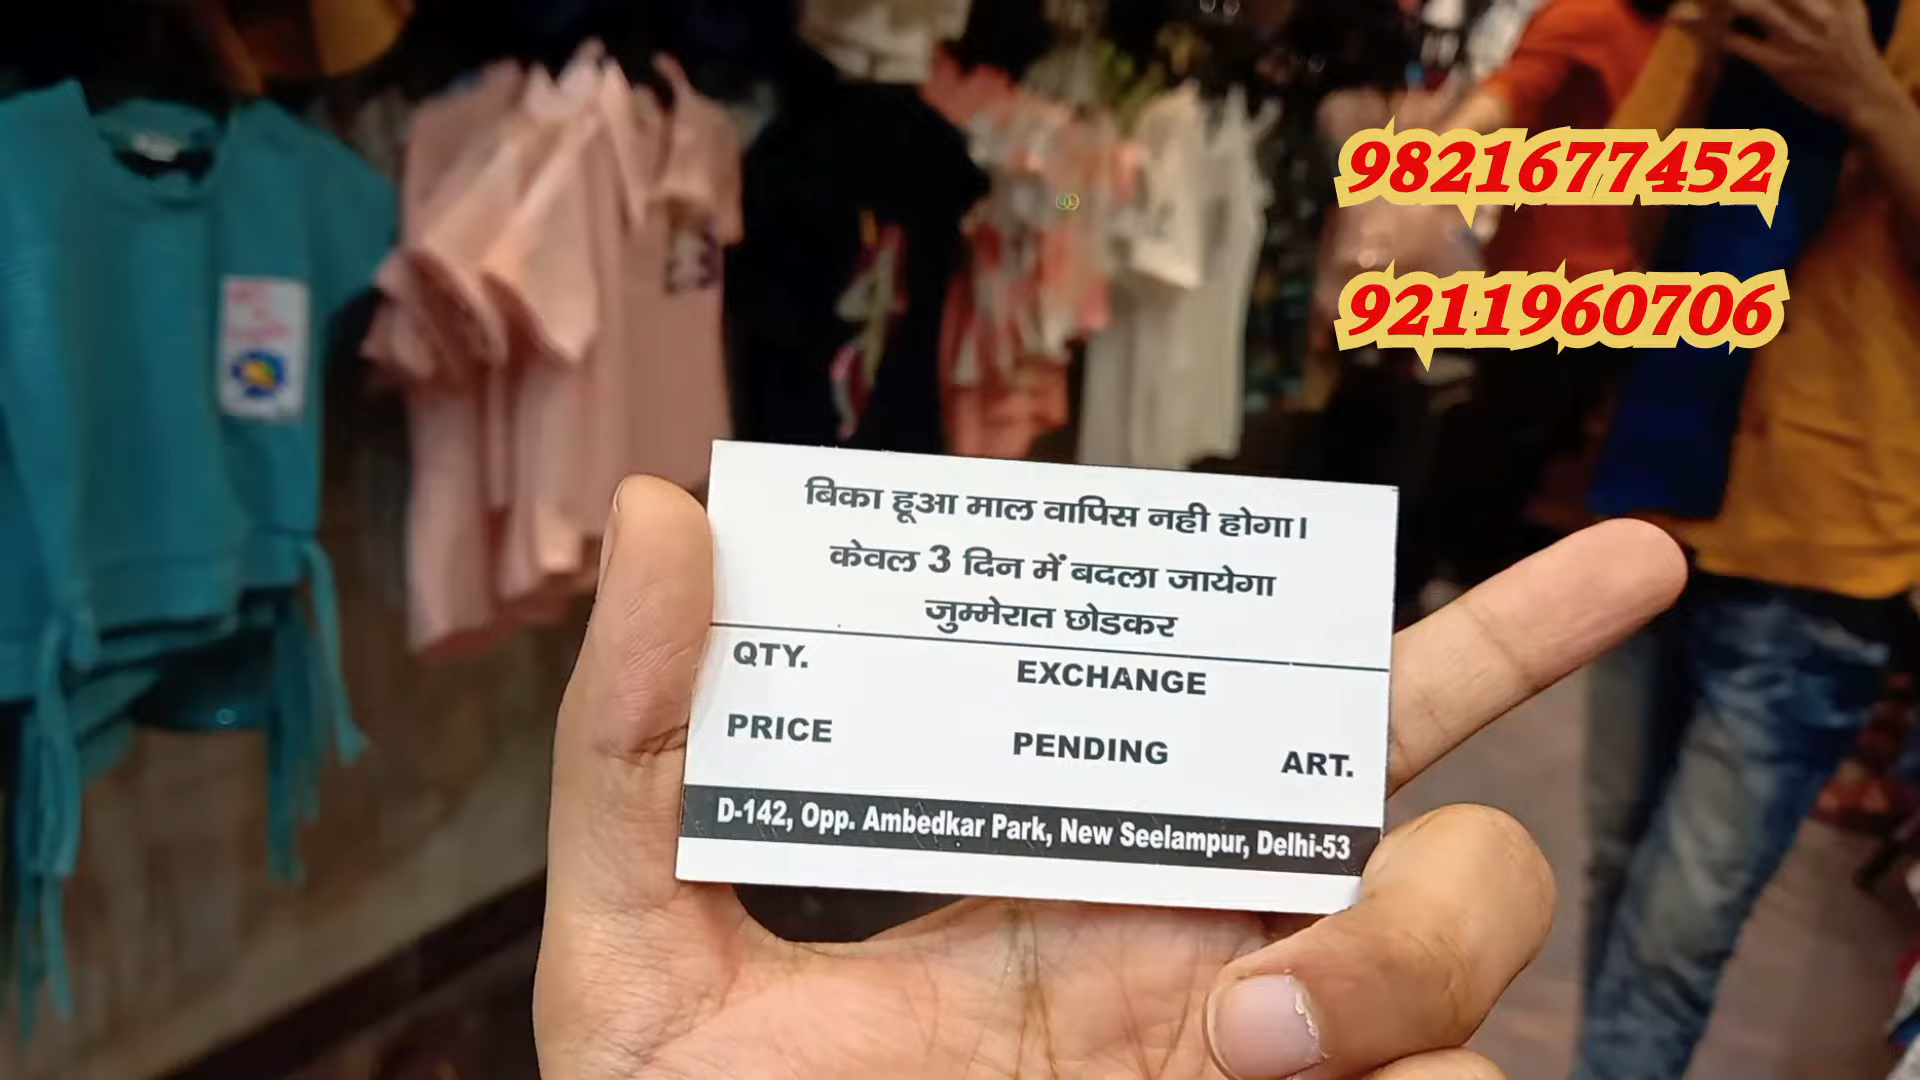 9821677452
9211960706
बिका हूआ माल वापिस नही होगा।
केवल 3 दिन में बदला जायेगा
जुम्मेरात छोडकर
QTY. EXCHANGE
PRICE PENDING ART.
D-142, Opp. Ambedkar Park, New Seelampur, Delhi-53